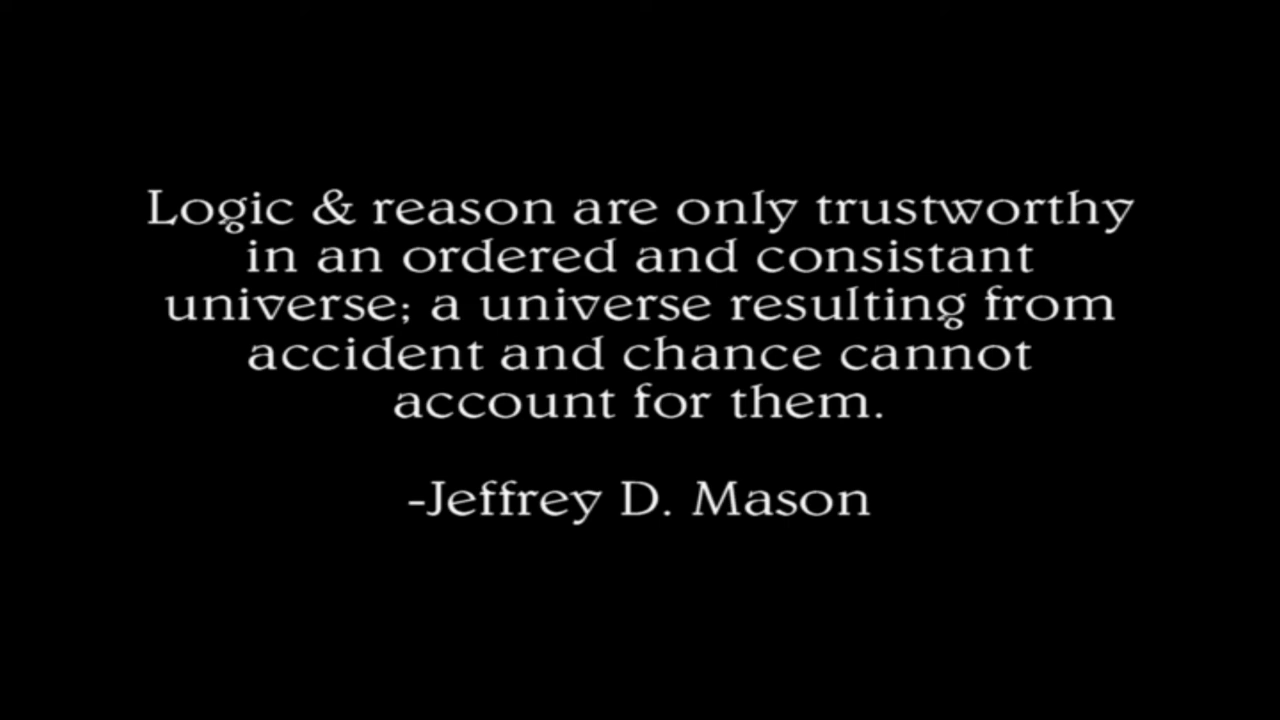 Logic & reason are only trustworthy
in an ordered and consistant
universe; a universe resulting from
accident and chance cannot
account for them.
-Jeffrey D. Mason